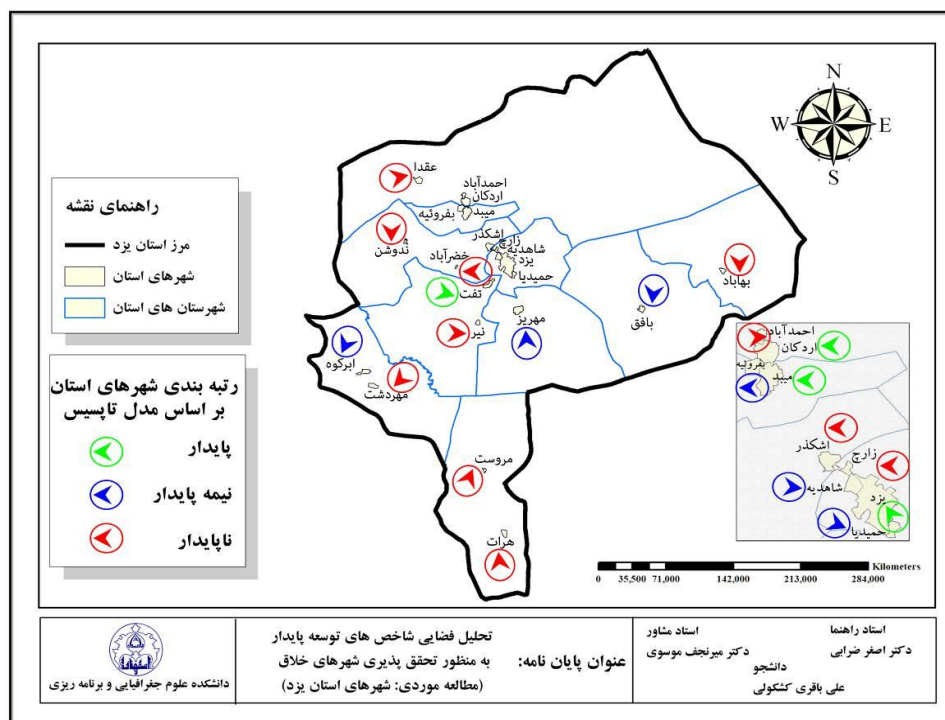 N
W E
S
راهنمای نقشه
مرز استان یزد
شهرهای استان
شهرستان های استان
رتبه بندی شهرهای استان
بر اساس مدل تاپسیس
پایدار
نیمه پایدار
ناپایدار
عقدا
احمدآباد
اردکان
میبد
بفروئیه
ندوشن
اشکذر
زارچ
شاهدیه
یزد
حمیدیا
خضرآباد
تفت
نیر
مهریز
بافق
بهاباد
ابرکوه
مهردشت
مروست
هرات
احمدآباد
اردکان
بفروئیه
میبد
اشکذر
زارچ
شاهدیه
یزد
حمیدیا
Kilometers
0 35,500 71,000 142,000 213,000 284,000
استاد راهنما
دکتر اصغر ضرابی
استاد مشاور
دکتر میرنجف موسوی
دانشجو
علی باقری کشکولی
عنوان پایان نامه:
تحلیل فضایی شاخص های توسعه پایدار
به منظور تحقق پذیری شهرهای خلاق
(مطالعه موردی: شهرهای استان یزد)
دانشکده علوم جغرافیایی و برنامه ریزی